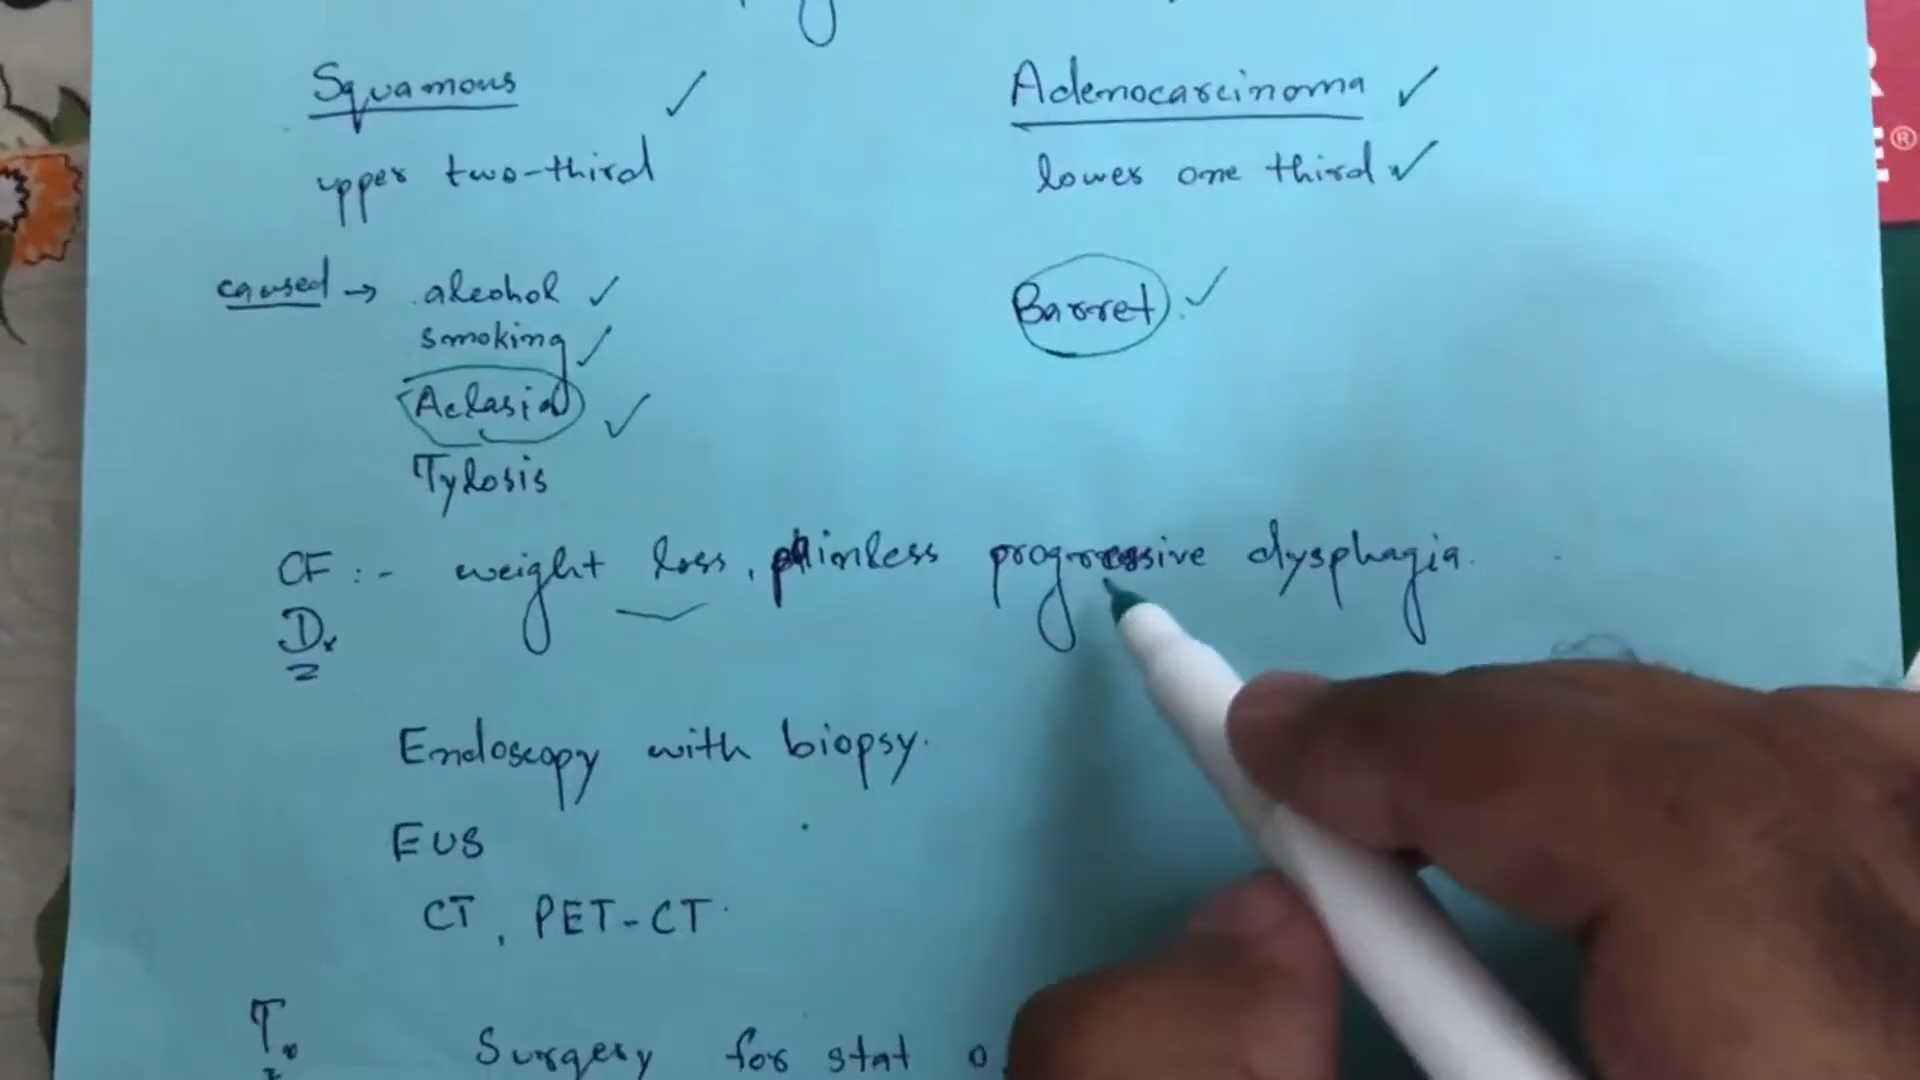 Squamous
Adenocarcinoma
upper two-third
lower one third
caused → alcohol
Barret
smoking
Aclasia
Tylosis
CF :- weight loss, painless progressive dysphagia.
Dx
Endoscopy with biopsy.
EUS
CT, PET-CT
Tx
Surgery for stat